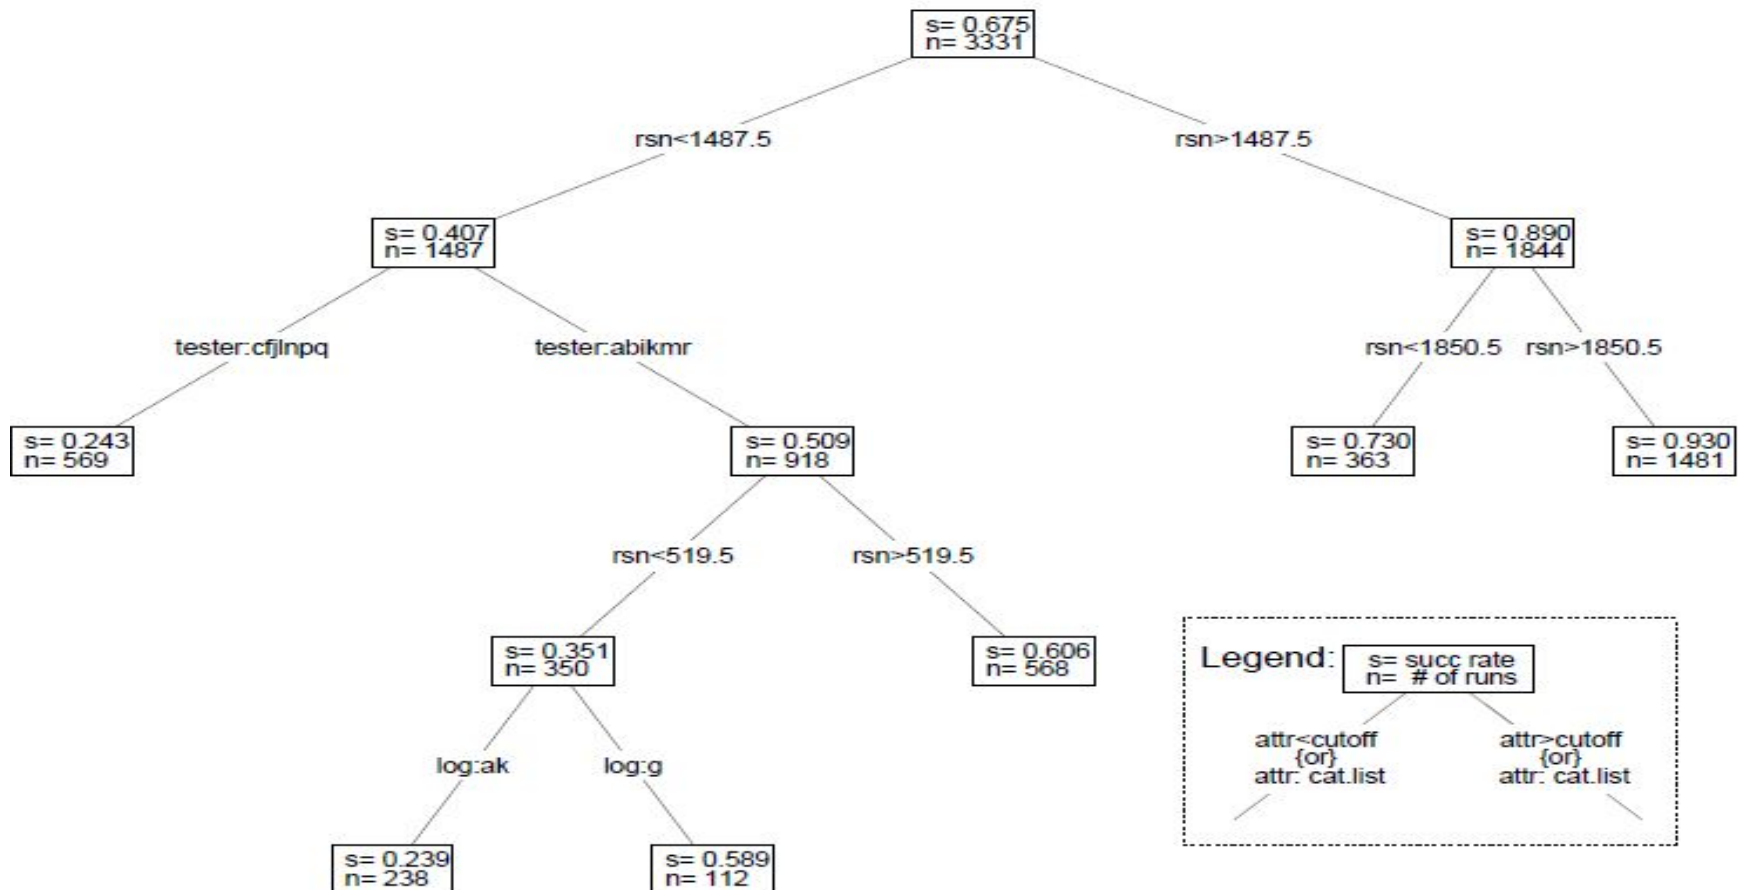 s= 0.675
n= 3331
rsn<1487.5
rsn>1487.5
s= 0.407
n= 1487
s= 0.890
n= 1844
tester:cfjlnpq
tester:abikmr
rsn<1850.5
rsn>1850.5
s= 0.243
n= 569
s= 0.509
n= 918
s= 0.730
n= 363
s= 0.930
n= 1481
rsn<519.5
rsn>519.5
s= 0.351
n= 350
s= 0.606
n= 568
log:ak
log:g
s= 0.239
n= 238
s= 0.589
n= 112
Legend:
s= succ rate
n= # of runs
attr<cutoff
{or}
attr: cat.list
attr>cutoff
{or}
attr: cat.list